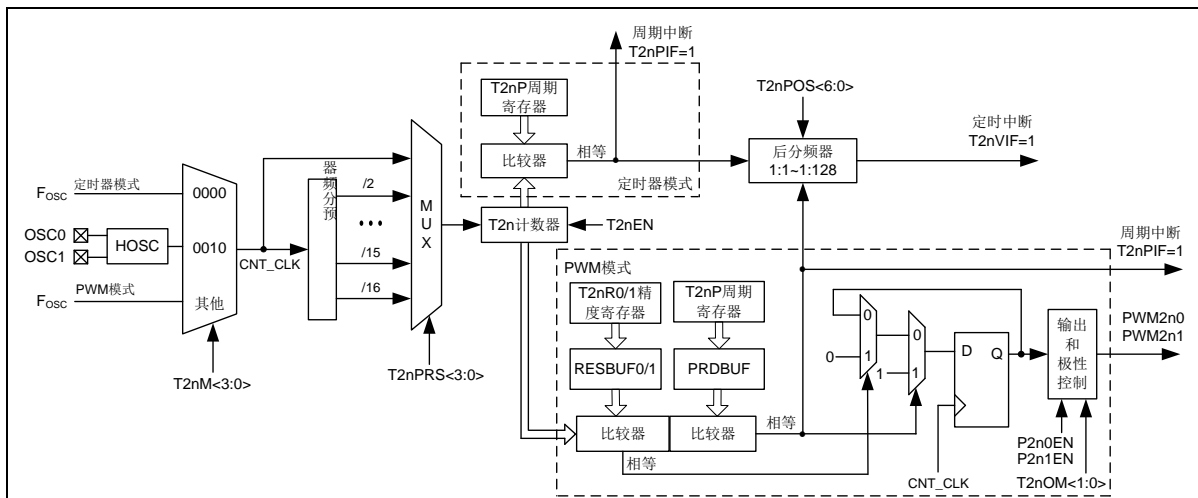 周期中断
T2nPIF=1
T2nP周期
寄存器
比较器
相等
定时器模式
T2nPOS<6:0>
后分频器
1:1~1:128
定时中断
T2nVIF=1
FOSC
定时器模式
0000
OSC0
OSC1
HOSC
0010
FOSC
PWM模式
其他
T2nM<3:0>
CNT_CLK
器频分预
/2
/15
/16
MUX
T2nPRS<3:0>
T2n计数器
T2nEN
PWM模式
T2nR0/1精
度寄存器
T2nP周期
寄存器
RESBUF0/1
PRDBUF
比较器
比较器
相等
相等
周期中断
T2nPIF=1
0
0
1
0
1
1
D
Q
CNT_CLK
输出
和
极性
控制
PWM2n0
PWM2n1
P2n0EN
P2n1EN
T2nOM<1:0>